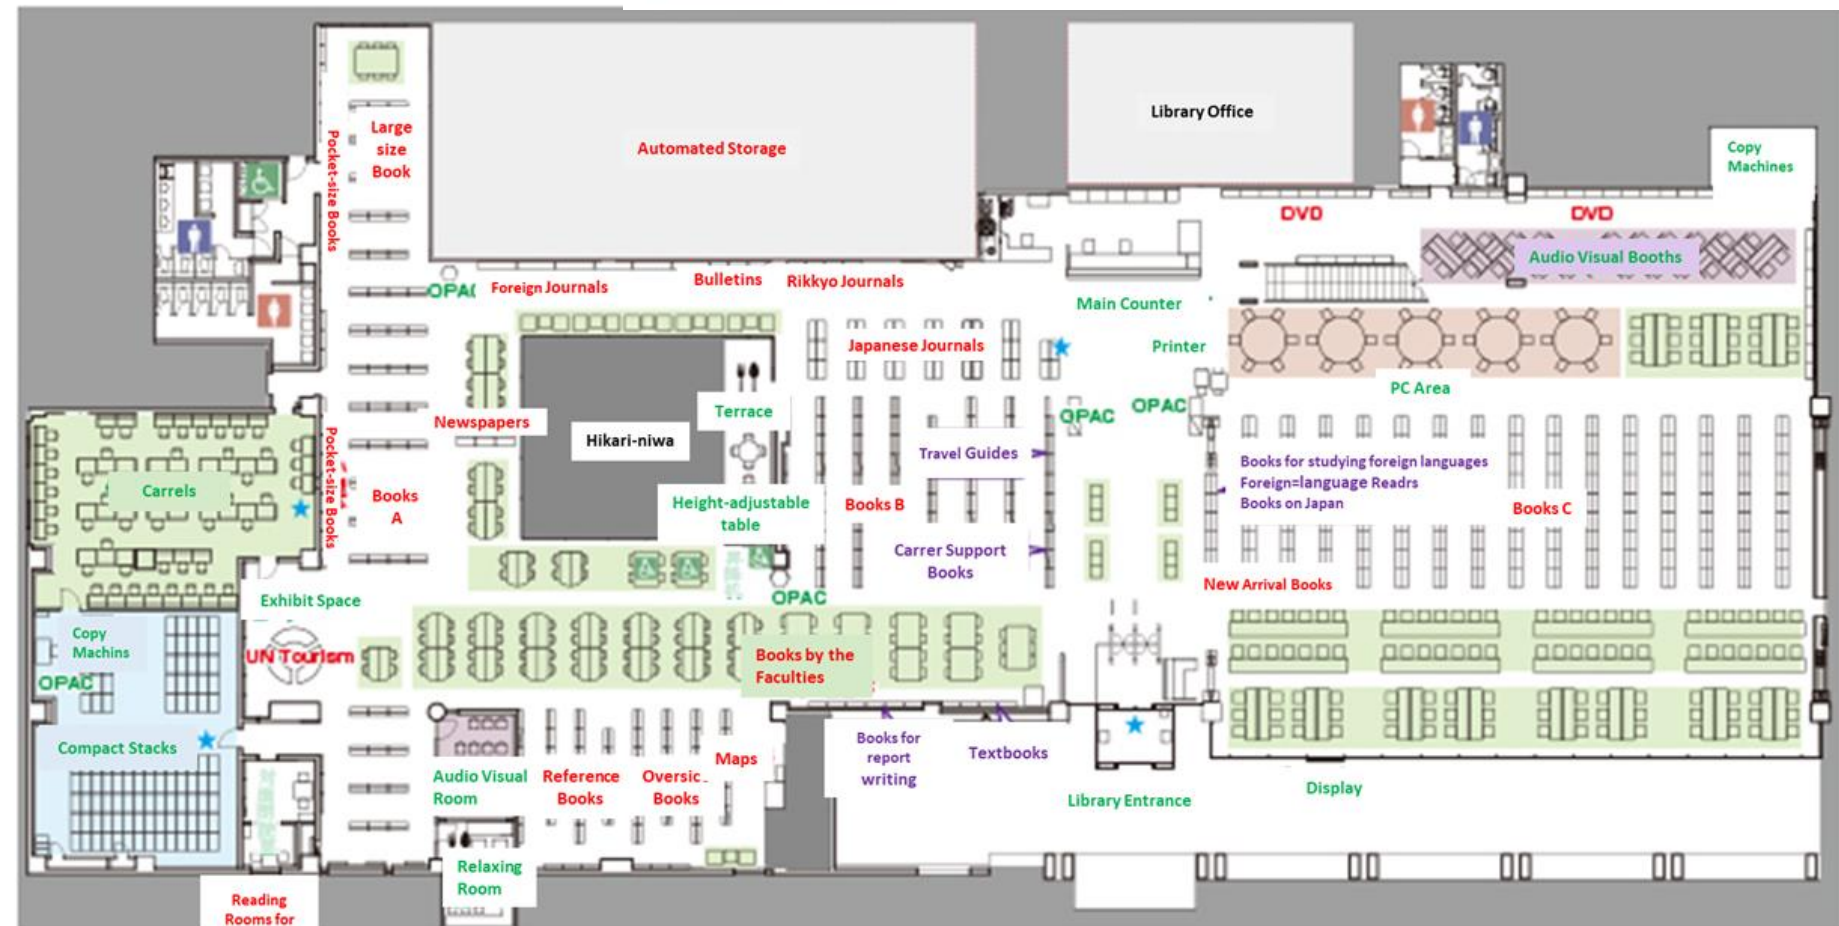 Library Office
Copy
Machines
Large
size
Book
Pocket-size Books
Automated Storage
DVD
DVD
Audio Visual Booths
OPAC
Foreign Journals
Bulletins
Rikkyo Journals
Main Counter
Japanese Journals
Printer
PC Area
Newspapers
Hikari-niwa
Terrace
OPAC
OPAC
Carrels
Pocket-size Books
Books
A
Height-adjustable
table
Books B
Travel Guides
Carrer Support
Books
Books for studying foreign languages
Foreign=language Readrs
Books on Japan
Books C
New Arrival Books
Exhibit Space
OPAC
Copy
Machins
OPAC
UN Tourism
Books by the
Faculties
Compact Stacks
Audio Visual
Room
Reference
Books
Oversic
Books
Maps
Books for
report
writing
Textbooks
Library Entrance
Display
Relaxing
Room
Reading
Rooms for